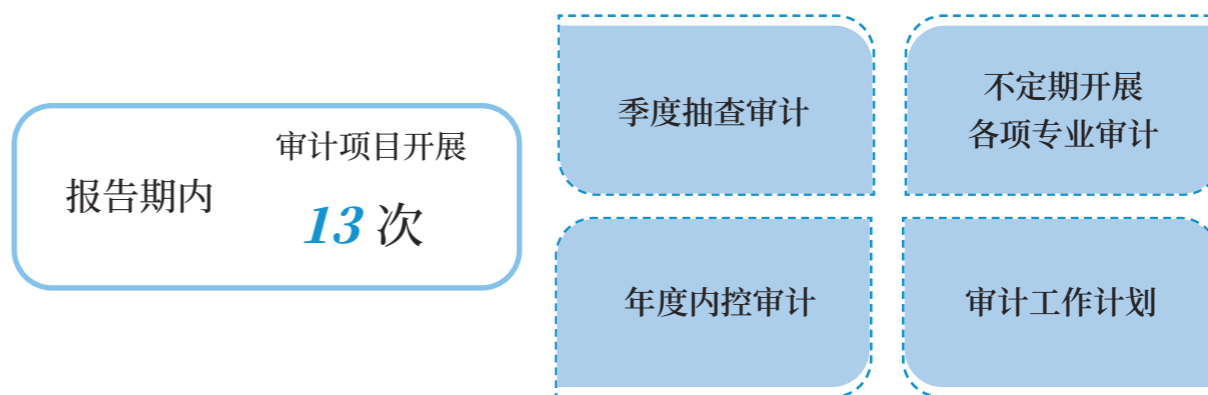 报告期内
审计项目开展
13 次
季度抽查审计
不定期开展
各项专业审计
年度内控审计
审计工作计划